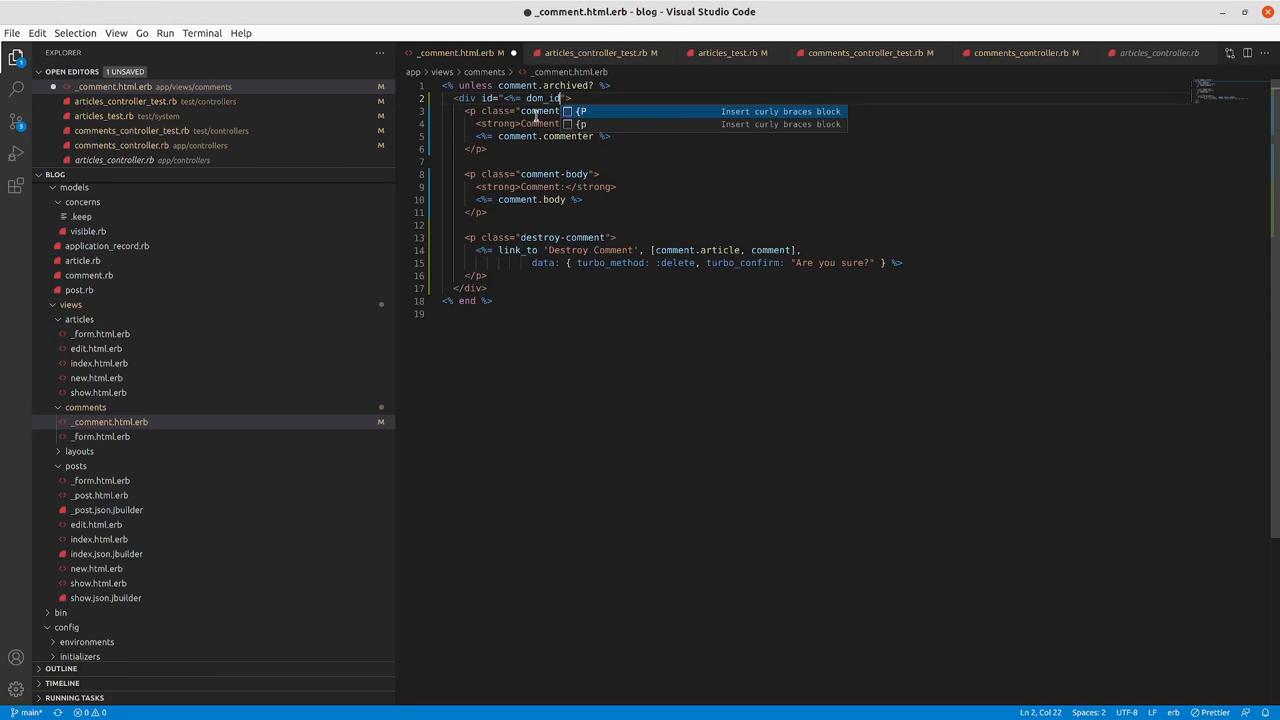 _comment.html.erb - blog - Visual Studio Code
File Edit Selection View Go Run Terminal Help
EXPLORER
OPEN EDITORS 1 UNSAVED
_comment.html.erb app/views/comments M
articles_controller_test.rb test/controllers M
articles_test.rb test/system M
comments_controller_test.rb test/controllers M
comments_controller.rb app/controllers M
articles_controller.rb app/controllers
BLOG
models
concerns
.keep
visible.rb
application_record.rb
article.rb
comment.rb
post.rb
views
articles
_form.html.erb
edit.html.erb
index.html.erb
new.html.erb
show.html.erb
comments
_comment.html.erb M
_form.html.erb
layouts
posts
_form.html.erb
_post.html.erb
_post.json.jbuilder
edit.html.erb
index.html.erb
index.json.jbuilder
new.html.erb
show.html.erb
show.json.jbuilder
bin
config
environments
initializers
OUTLINE
TIMELINE
RUNNING TASKS
_comment.html.erb M articles_controller_test.rb M articles_test.rb M comments_controller_test.rb M comments_controller.rb M articles_controller.rb
app > views > comments > _comment.html.erb
1 <% unless comment.archived? %>
2 <div id="<%= dom_id">
3 <p class="comment
{P Insert curly braces block
4 <strong>Comment
{p Insert curly braces block
5 <%= comment.commenter %>
6 </p>
7
8 <p class="comment-body">
9 <strong>Comment:</strong>
10 <%= comment.body %>
11 </p>
12
13 <p class="destroy-comment">
14 <%= link_to 'Destroy Comment', [comment.article, comment],
15 data: { turbo_method: :delete, turbo_confirm: "Are you sure?" } %>
16 </p>
17 </div>
18 <% end %>
19
1
5
main* 0 0 Ln 2, Col 22 Spaces: 2 UTF-8 LF erb Prettier